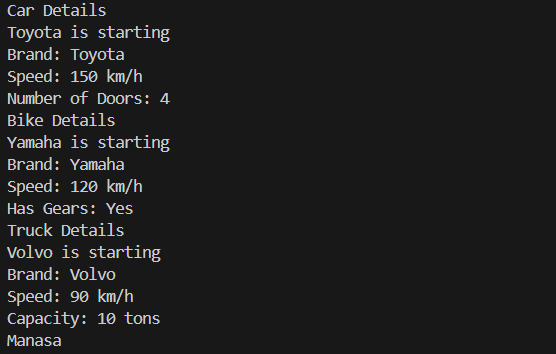 Car Details
Toyota is starting
Brand: Toyota
Speed: 150 km/h
Number of Doors: 4
Bike Details
Yamaha is starting
Brand: Yamaha
Speed: 120 km/h
Has Gears: Yes
Truck Details
Volvo is starting
Brand: Volvo
Speed: 90 km/h
Capacity: 10 tons
Manasa